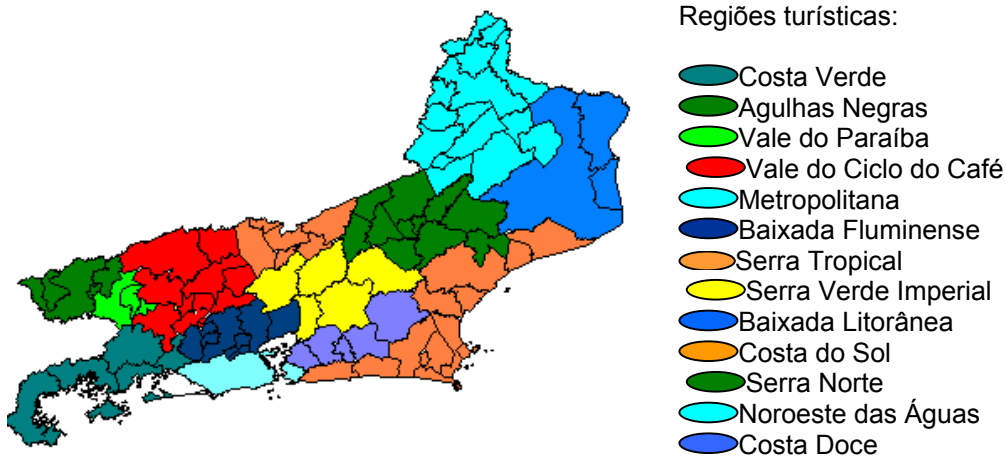 Regiões turísticas:
Costa Verde
Agulhas Negras
Vale do Paraíba
Vale do Ciclo do Café
Metropolitana
Baixada Fluminense
Serra Tropical
Serra Verde Imperial
Baixada Litorânea
Costa do Sol
Serra Norte
Noroeste das Águas
Costa Doce